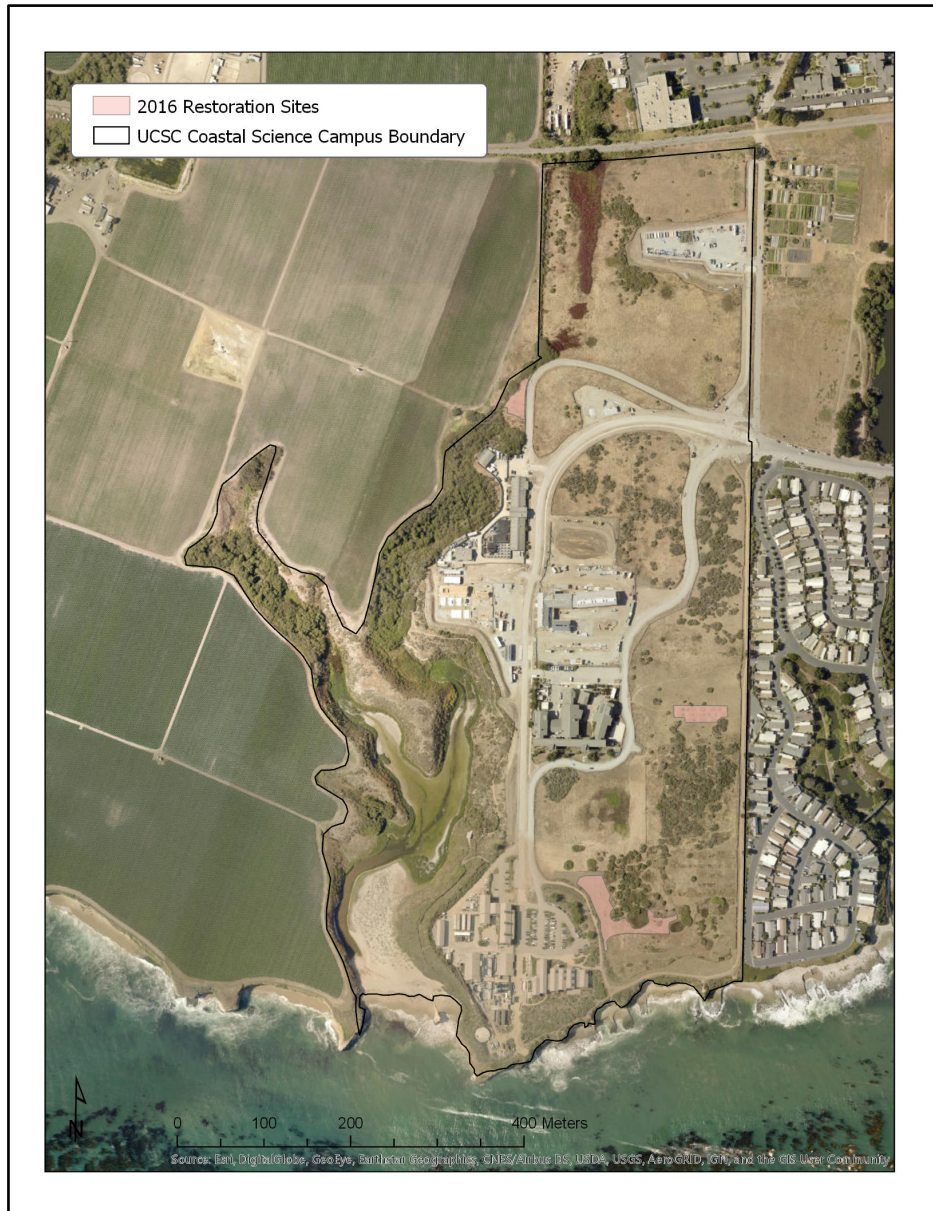 2016 Restoration Sites
UCSC Coastal Science Campus Boundary
N
0 100 200 400 Meters
Source: Esri, DigitalGlobe, GeoEye, Earthstar Geographics, CNES/Airbus DS, USDA, USGS, AeroGRID, IGN, and the GIS User Community